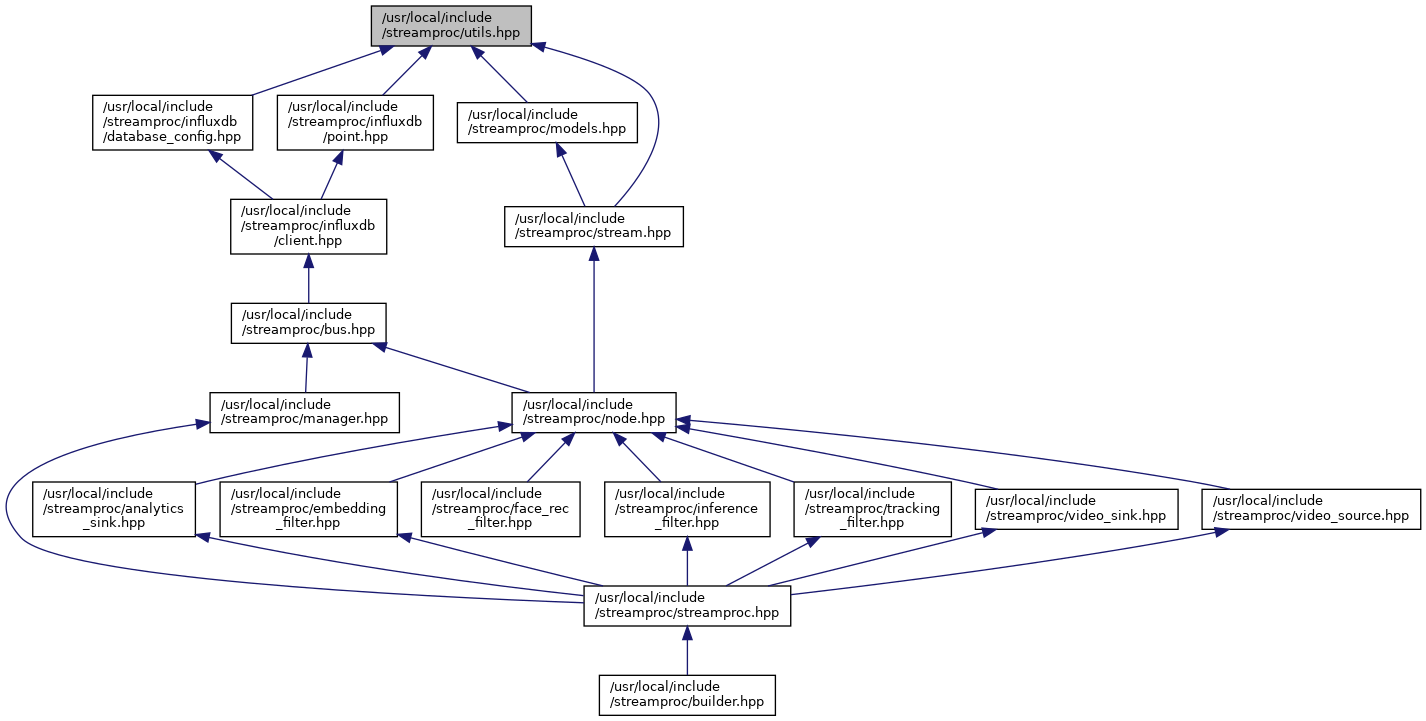 /usr/local/include
/streamproc/utils.hpp
/usr/local/include
/streamproc/influxdb
/database_config.hpp
/usr/local/include
/streamproc/influxdb
/point.hpp
/usr/local/include
/streamproc/models.hpp
/usr/local/include
/streamproc/influxdb
/client.hpp
/usr/local/include
/streamproc/stream.hpp
/usr/local/include
/streamproc/bus.hpp
/usr/local/include
/streamproc/manager.hpp
/usr/local/include
/streamproc/node.hpp
/usr/local/include
/streamproc/analytics
_sink.hpp
/usr/local/include
/streamproc/embedding
_filter.hpp
/usr/local/include
/streamproc/face_rec
_filter.hpp
/usr/local/include
/streamproc/inference
_filter.hpp
/usr/local/include
/streamproc/tracking
_filter.hpp
/usr/local/include
/streamproc/video_sink.hpp
/usr/local/include
/streamproc/video_source.hpp
/usr/local/include
/streamproc/streamproc.hpp
/usr/local/include
/streamproc/builder.hpp